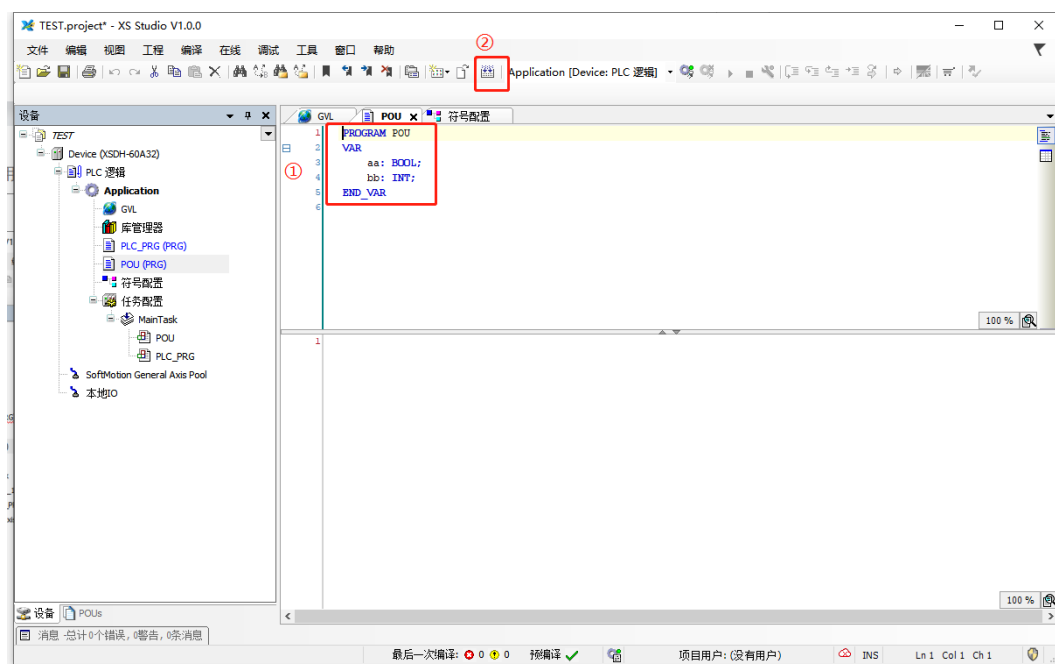 TEST.project* - XS Studio V1.0.0
文件 编辑 视图 工程 编译 在线 调试 工具 窗口 帮助
②
Application [Device: PLC 逻辑]
设备
GVL POU 符号配置
TEST
Device (XSDH-60A32)
PLC 逻辑
Application
GVL
库管理器
PLC_PRG (PRG)
POU (PRG)
符号配置
任务配置
MainTask
POU
PLC_PRG
SoftMotion General Axis Pool
本地IO
①
1 PROGRAM POU
2 VAR
3 aa: BOOL;
4 bb: INT;
5 END_VAR
6
100 %
1
100 %
设备 POUs
消息 -总计0个错误, 0警告, 0条消息
最后一次编译: 0 0 预编译 项目用户: (没有用户) INS Ln 1 Col 1 Ch 1